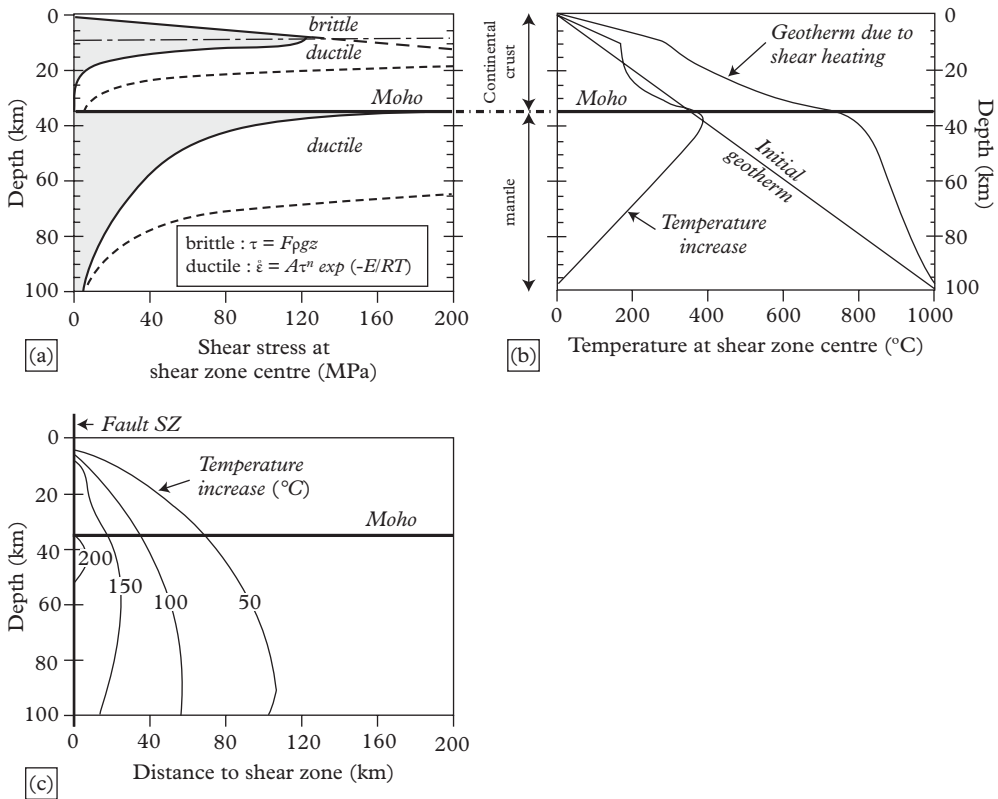 0
20
40
60
80
100
Depth (km)
brittle
ductile
Moho
ductile
brittle : τ = Fρgz
ductile : ε̊ = Aτⁿ exp (-E/RT)
0 40 80 120 160 200
Shear stress at
shear zone centre (MPa)
(a)
Continental
crust
mantle
Geotherm due to
shear heating
Moho
Initial
geotherm
Temperature
increase
0
20
40
60
80
100
Depth
(km)
0 200 400 600 800 1000
Temperature at shear zone centre (°C)
(b)
Fault SZ
0
20
40
60
80
100
Depth (km)
Temperature
increase (°C)
Moho
200
150
100
50
0 40 80 120 160 200
Distance to shear zone (km)
(c)